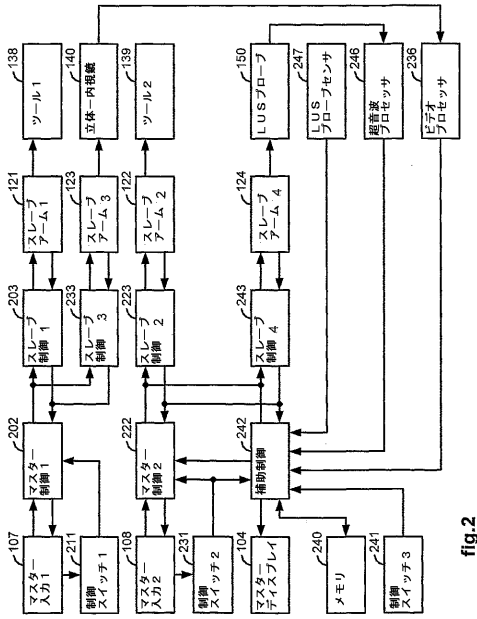 107
マスター
入力1
211
制御
スイッチ1
202
マスター制御1
203
スレーブ
制御 1
233
スレーブ
制御 3
121
スレーブ
アーム 1
123
スレーブ
アーム 3
138
ツール1
140
立体-内視鏡
108
マスター
入力2
231
制御
スイッチ2
222
マスター制御2
223
スレーブ
制御 2
122
スレーブ
アーム 2
139
ツール2
104
マスター
ディスプレイ
242
補助制御
243
スレーブ
制御 4
124
スレーブ
アーム 4
150
LUSプローブ
247
LUS
プローブセンサ
240
メモリ
246
超音波
プロセッサ
241
制御
スイッチ3
236
ビデオ
プロセッサ
fig.2